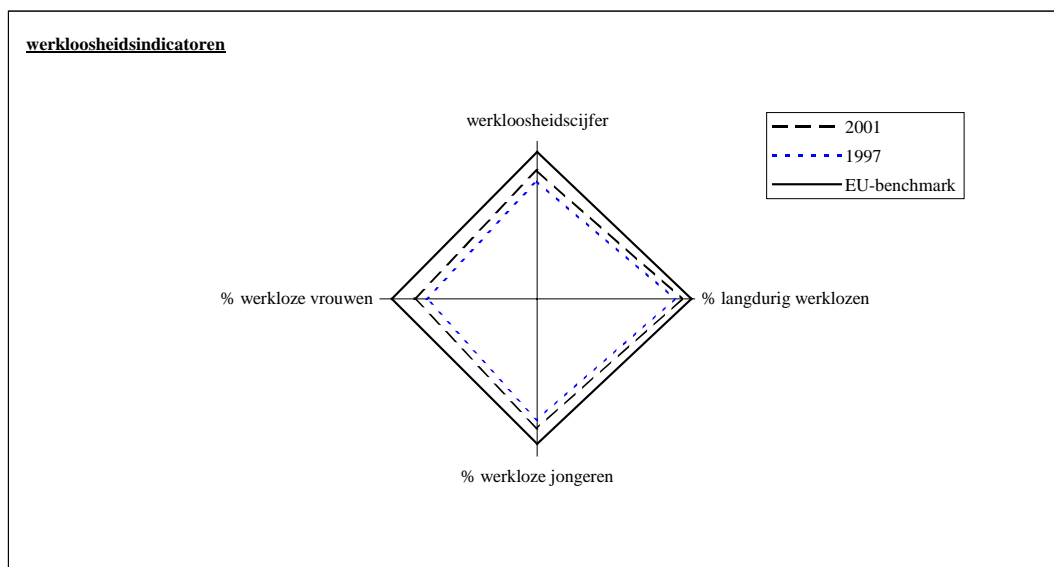 werkloosheidsindicatoren
werkloosheidscijfer
2001
1997
EU-benchmark
% werkloze vrouwen
% langdurig werklozen
% werkloze jongeren